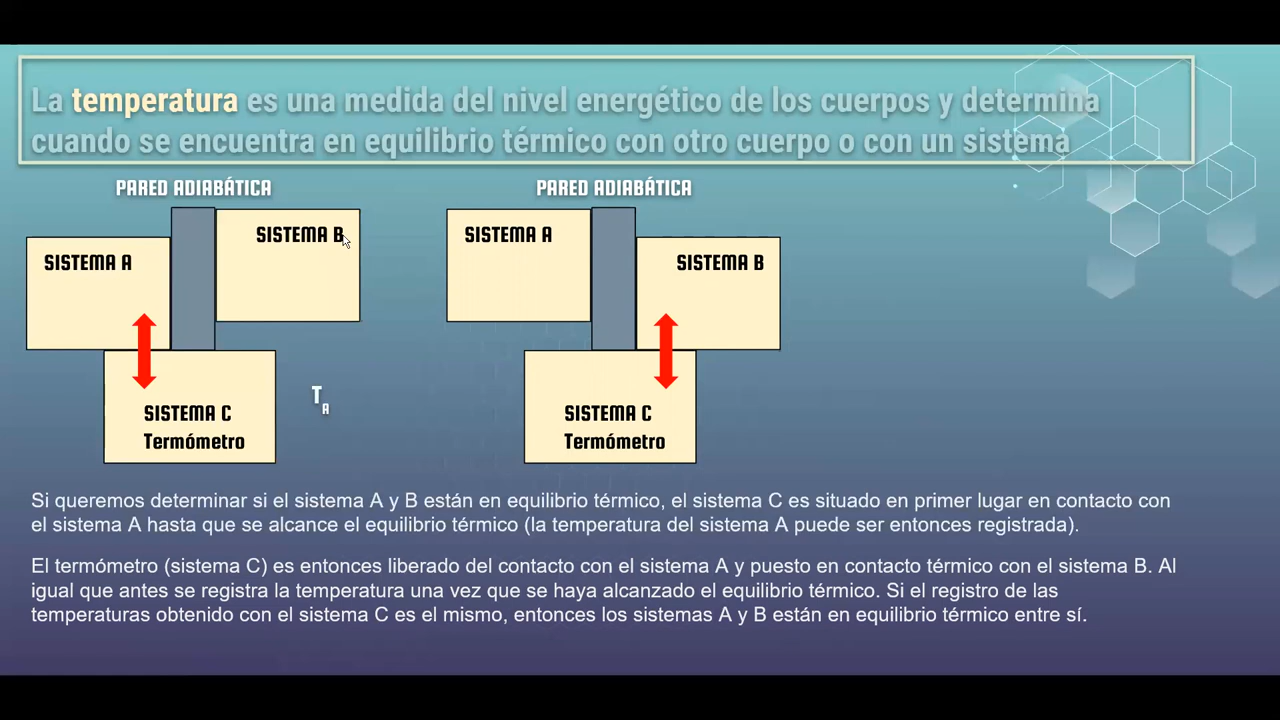 La temperatura es una medida del nivel energético de los cuerpos y determina
cuando se encuentra en equilibrio térmico con otro cuerpo o con un sistema
PARED ADIABÁTICA
SISTEMA A
SISTEMA B
SISTEMA C
Termómetro
TA
PARED ADIABÁTICA
SISTEMA A
SISTEMA B
SISTEMA C
Termómetro
Si queremos determinar si el sistema A y B están en equilibrio térmico, el sistema C es situado en primer lugar en contacto con
el sistema A hasta que se alcance el equilibrio térmico (la temperatura del sistema A puede ser entonces registrada).
El termómetro (sistema C) es entonces liberado del contacto con el sistema A y puesto en contacto térmico con el sistema B. Al
igual que antes se registra la temperatura una vez que se haya alcanzado el equilibrio térmico. Si el registro de las
temperaturas obtenido con el sistema C es el mismo, entonces los sistemas A y B están en equilibrio térmico entre sí.